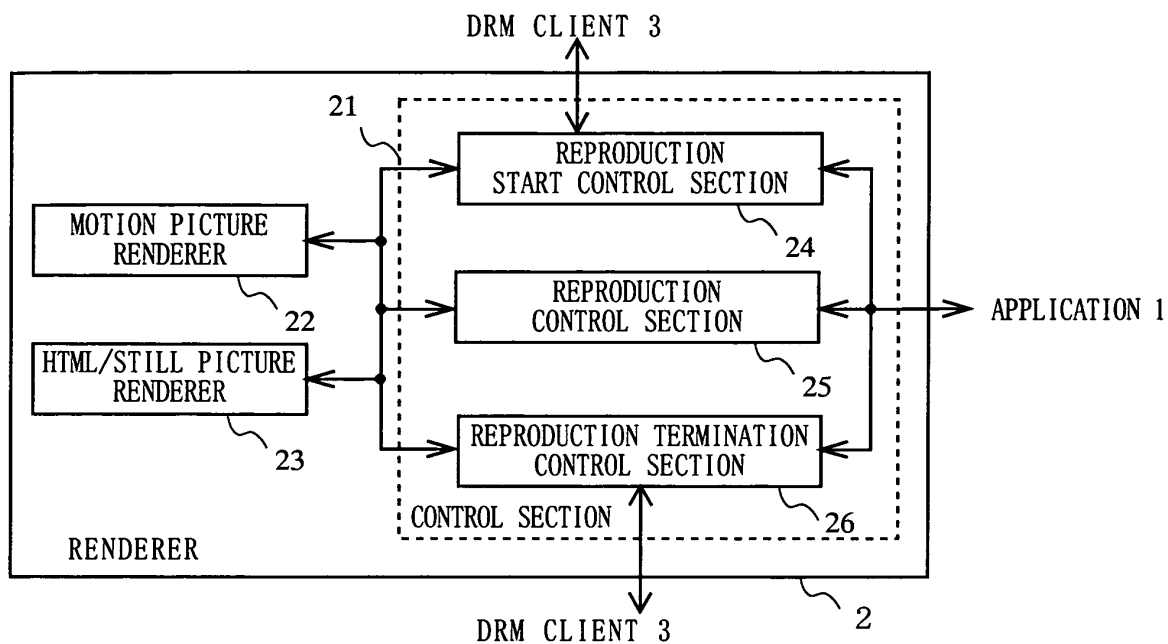 DRM CLIENT 3
21
REPRODUCTION
START CONTROL SECTION
24
MOTION PICTURE
RENDERER
22
REPRODUCTION
CONTROL SECTION
25
APPLICATION 1
HTML/STILL PICTURE
RENDERER
23
REPRODUCTION TERMINATION
CONTROL SECTION
26
CONTROL SECTION
RENDERER
2
DRM CLIENT 3